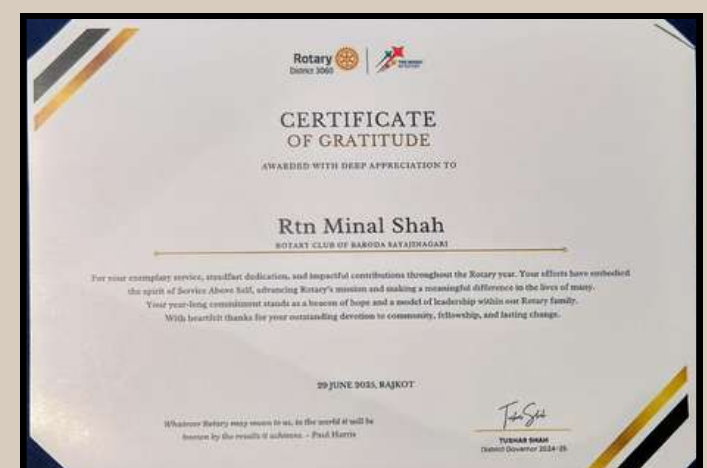 Rotary
District 3060
THE MAGIC OF ROTARY
CERTIFICATE
OF GRATITUDE
AWARDED WITH DEEP APPRECIATION TO
Rtn Minal Shah
ROTARY CLUB OF BARODA SAYAJINAGARI
For your exemplary service, steadfast dedication, and impactful contributions throughout the Rotary year. Your efforts have embodied
the spirit of Service Above Self, advancing Rotary's mission and making a meaningful difference in the lives of many.
Your year-long commitment stands as a beacon of hope and a model of leadership within our Rotary family.
With heartfelt thanks for your outstanding devotion to community, fellowship, and lasting change.
29 JUNE 2025, RAJKOT
Whatever Rotary may mean to us, to the world it will be
known by the results it achieves. – Paul Harris
TUSHAR SHAH
District Governor 2024-25